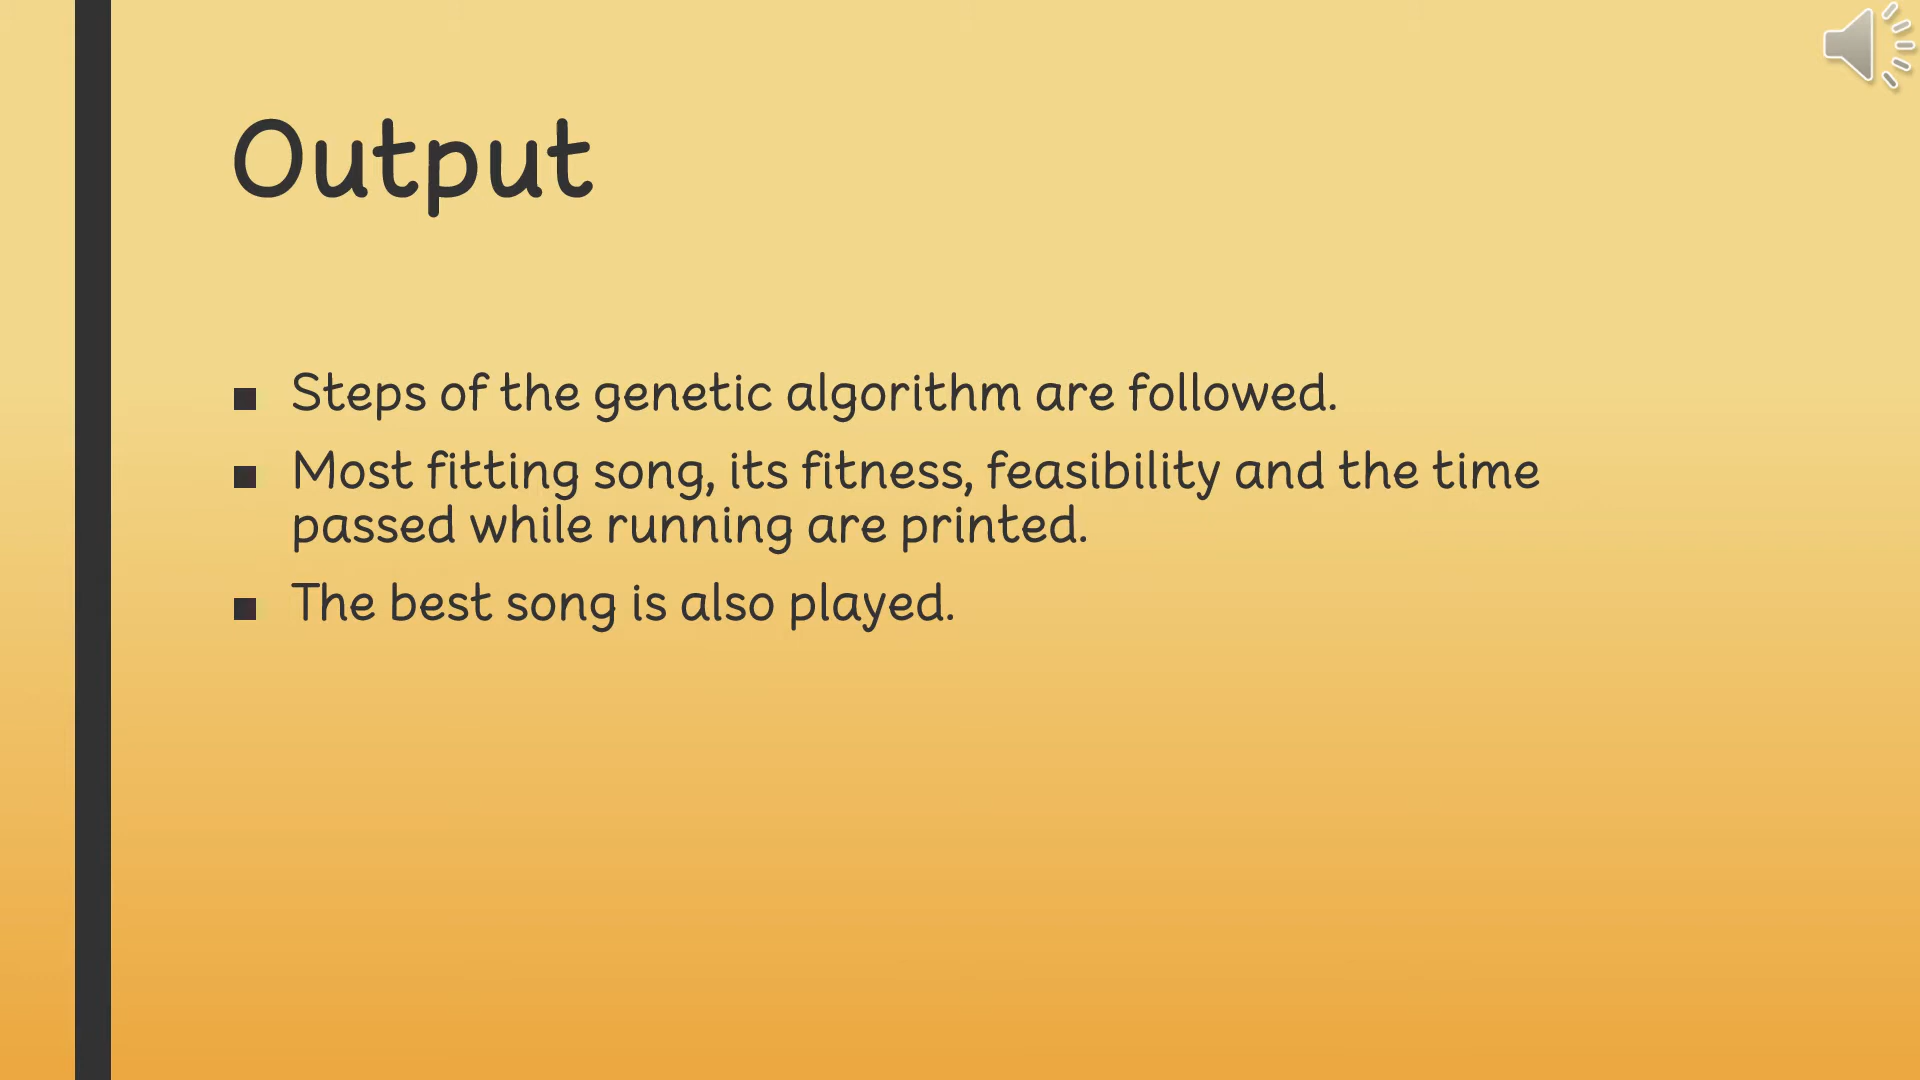 Output
Steps of the genetic algorithm are followed.
Most fitting song, its fitness, feasibility and the time
passed while running are printed.
The best song is also played.